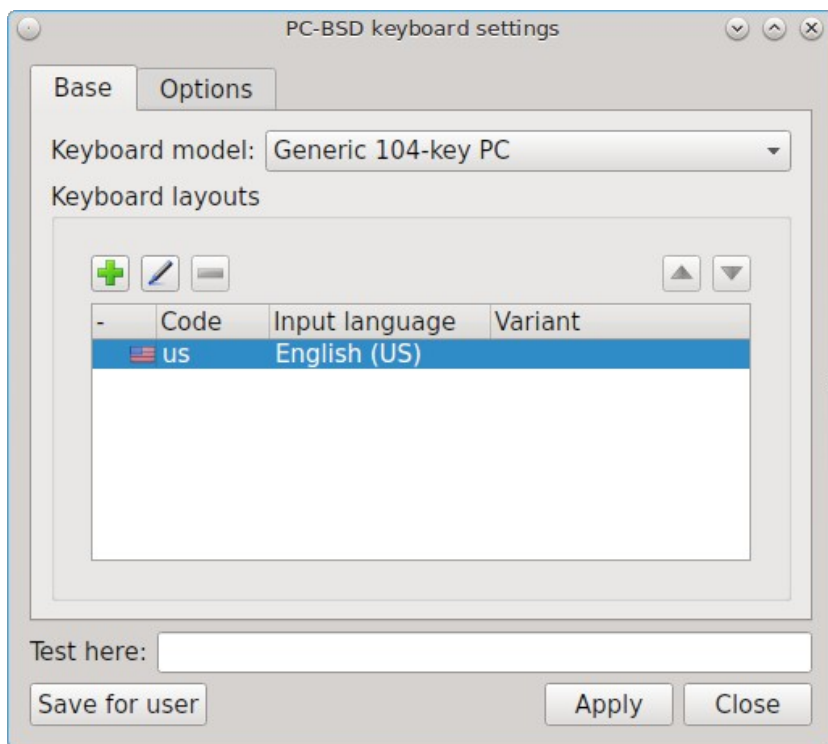 PC-BSD keyboard settings
Base Options
Keyboard model: Generic 104-key PC
Keyboard layouts
- Code Input language Variant
us English (US)
Test here:
Save for user Apply Close